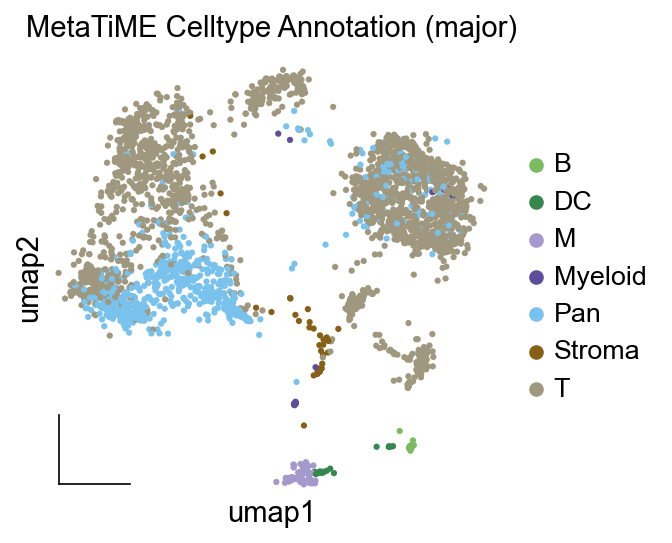 MetaTiME Celltype Annotation (major)
B
DC
M
Myeloid
Pan
Stroma
T
umap2
umap1